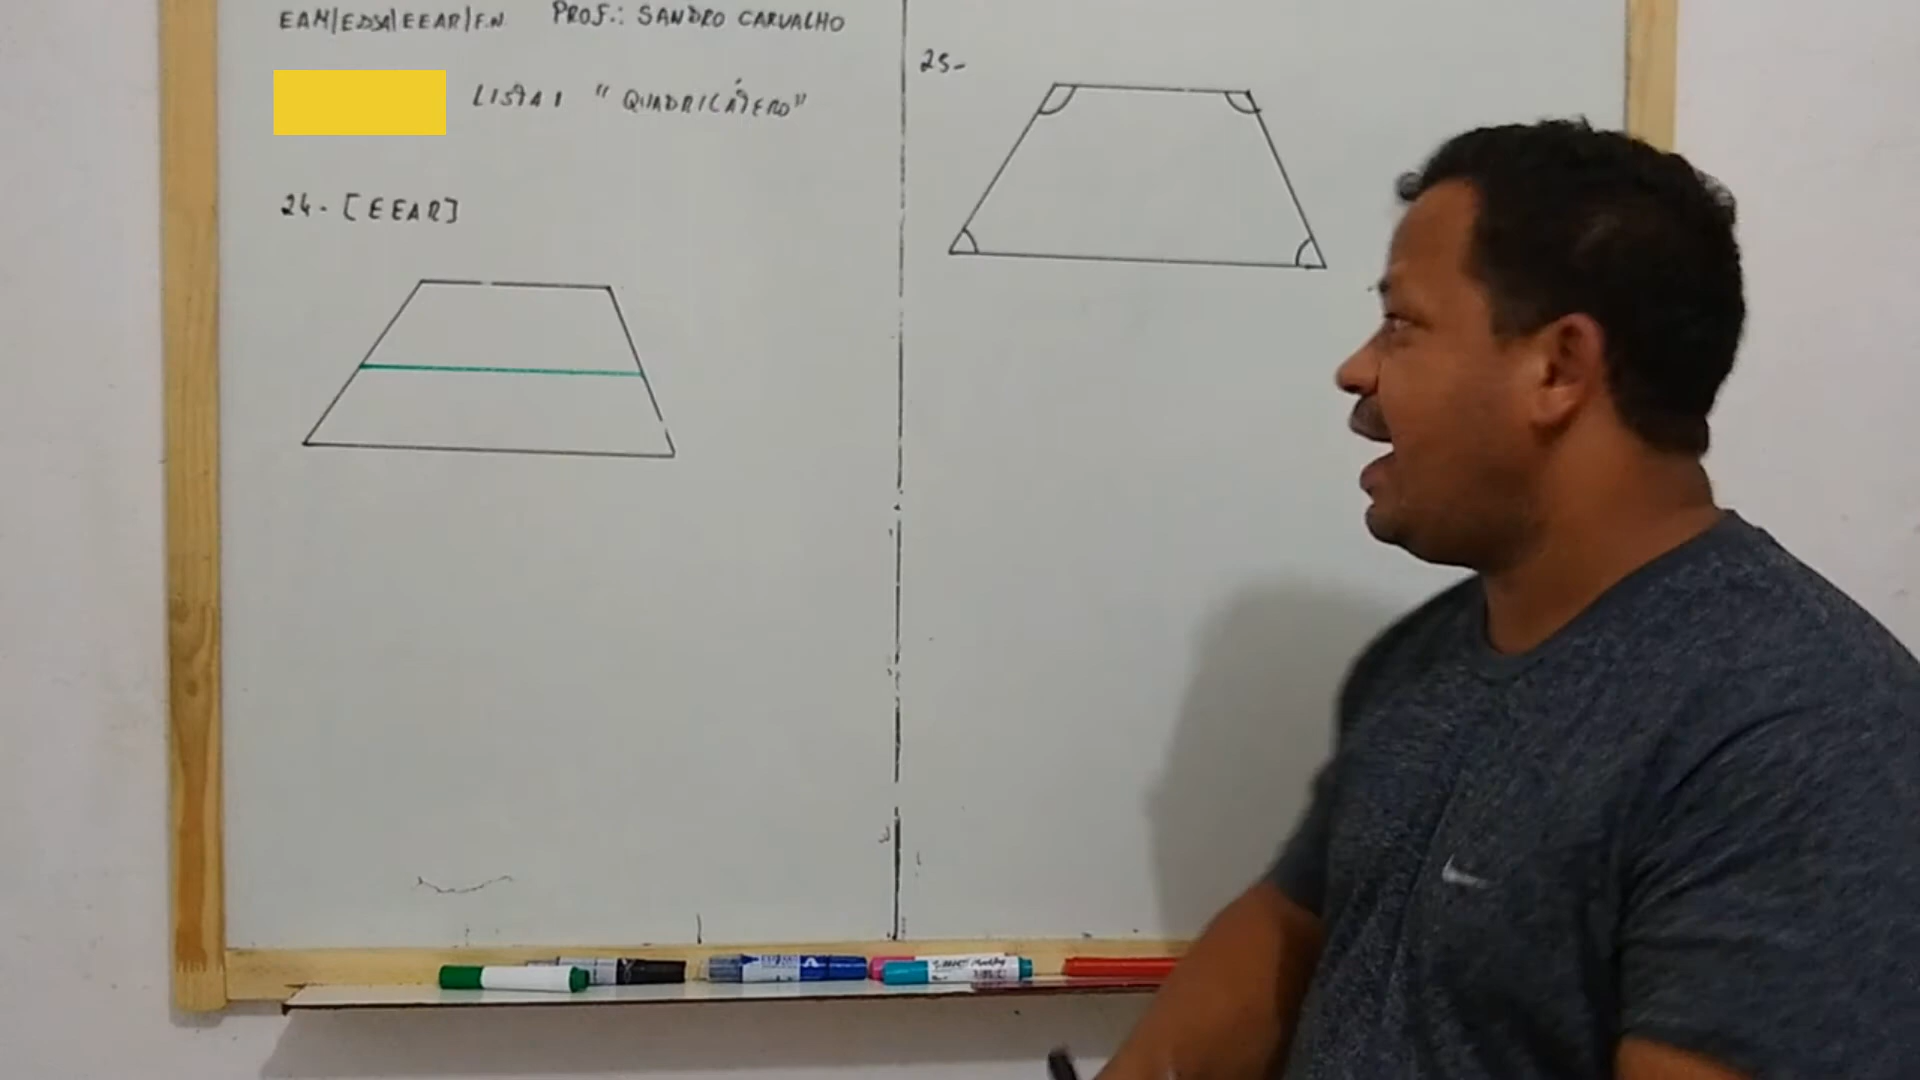 EAM/EDSA/EEAR/F.N PROF.: SANDRO CARVALHO
LISTA 1 "QUADRILÁTERO"
24- [EEAR]
25-